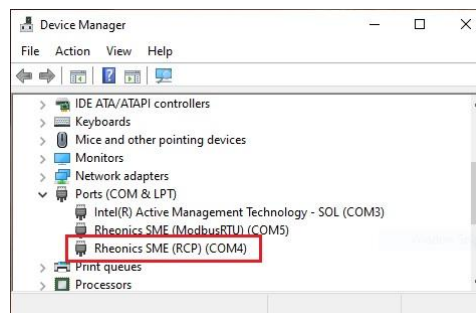 Device Manager
File Action View Help
IDE ATA/ATAPI controllers
Keyboards
Mice and other pointing devices
Monitors
Network adapters
Ports (COM & LPT)
Intel(R) Active Management Technology - SOL (COM3)
Rheonics SME (ModbusRTU) (COM5)
Rheonics SME (RCP) (COM4)
Print queues
Processors